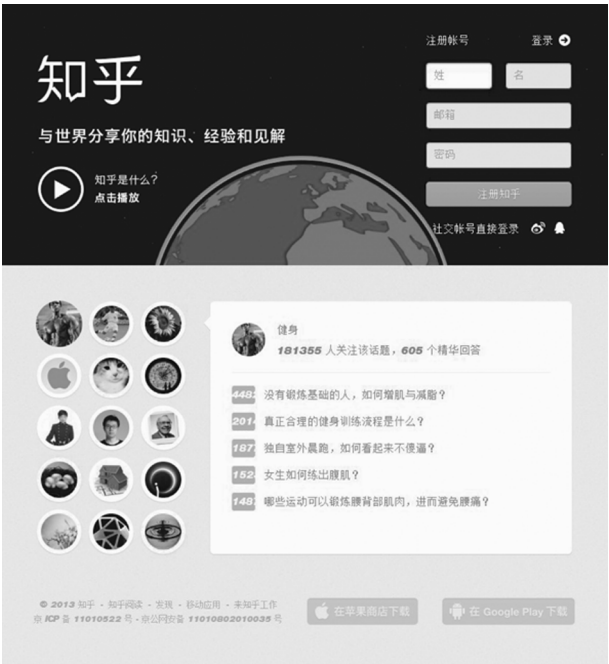 注册帐号
登录
知乎
姓
名
邮箱
与世界分享你的知识、经验和见解
密码
知乎是什么?
点击播放
注册知乎
社交帐号直接登录
健身
181355 人关注该话题，605 个精华回答
448
没有锻炼基础的人，如何增肌与减脂？
201
真正合理的健身训练流程是什么？
187
独自室外晨跑，如何看起来不傻逼？
152
女生如何练出腹肌？
148
哪些运动可以锻炼腰背部肌肉，进而避免腰痛？
© 2013 知乎 · 知乎阅读 · 发现 · 移动应用 · 来知乎工作
京 ICP 备 11010522 号 · 京公网安备 11010802010035 号
在苹果商店下载
在 Google Play 下载